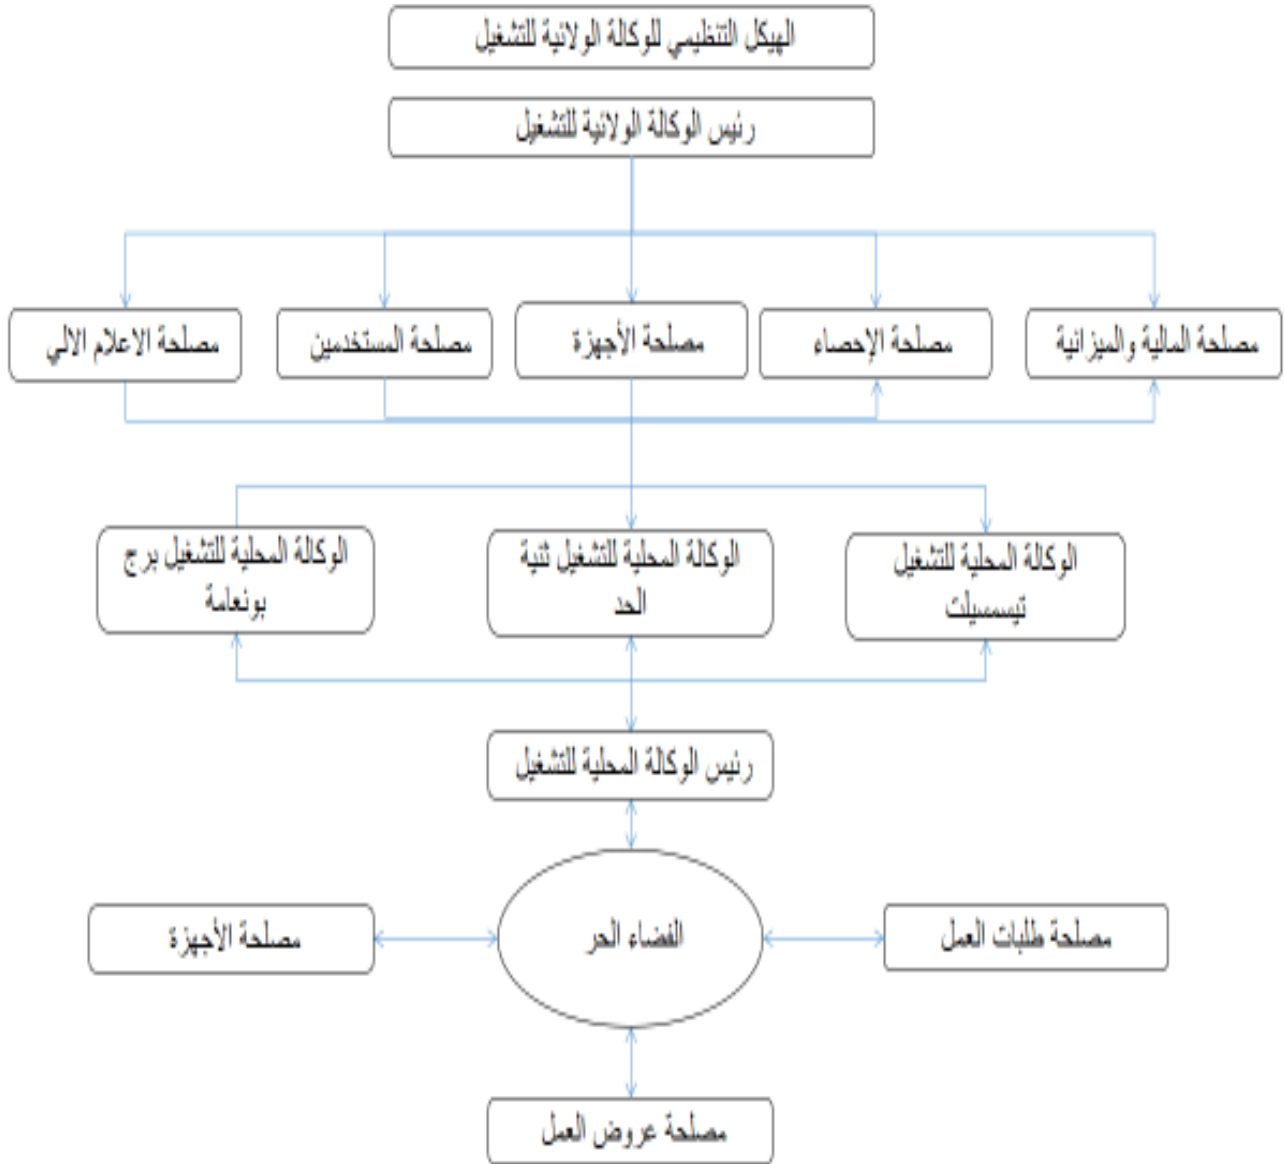 الهيكل التنظيمي للوكالة الولائية للتشغيل
رئيس الوكالة الولائية للتشغيل
مصلحة المالية والميزانية
مصلحة الإحصاء
مصلحة الأجهزة
مصلحة المستخدمين
مصلحة الاعلام الالي
الوكالة المحلية للتشغيل
تيسمسيلت
الوكالة المحلية للتشغيل ثنية
الحد
الوكالة المحلية للتشغيل برج
بونعامة
رئيس الوكالة المحلية للتشغيل
مصلحة طلبات العمل
الفضاء الحر
مصلحة الأجهزة
مصلحة عروض العمل